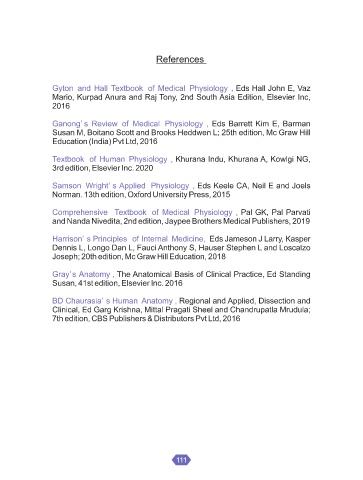 References
Gyton and Hall Textbook of Medical Physiology , Eds Hall John E, Vaz
Mario, Kurpad Anura and Raj Tony, 2nd South Asia Edition, Elsevier Inc,
2016
Ganong's Review of Medical Physiology , Eds Barrett Kim E, Barman
Susan M, Boitano Scott and Brooks Heddwen L; 25th edition, Mc Graw Hill
Education (India) Pvt Ltd, 2016
Textbook of Human Physiology , Khurana Indu, Khurana A, Kowlgi NG,
3rd edition, Elsevier Inc. 2020
Samson Wright's Applied Physiology , Eds Keele CA, Neil E and Joels
Norman. 13th edition, Oxford University Press, 2015
Comprehensive Textbook of Medical Physiology , Pal GK, Pal Parvati
and Nanda Nivedita, 2nd edition, Jaypee Brothers Medical Publishers, 2019
Harrison's Principles of Internal Medicine, Eds Jameson J Larry, Kasper
Dennis L, Longo Dan L, Fauci Anthony S, Hauser Stephen L and Loscalzo
Joseph; 20th edition, Mc Graw Hill Education, 2018
Gray's Anatomy , The Anatomical Basis of Clinical Practice, Ed Standing
Susan, 41st edition, Elsevier Inc. 2016
BD Chaurasia's Human Anatomy , Regional and Applied, Dissection and
Clinical, Ed Garg Krishna, Mittal Pragati Sheel and Chandrupatla Mrudula;
7th edition, CBS Publishers & Distributors Pvt Ltd, 2016
111